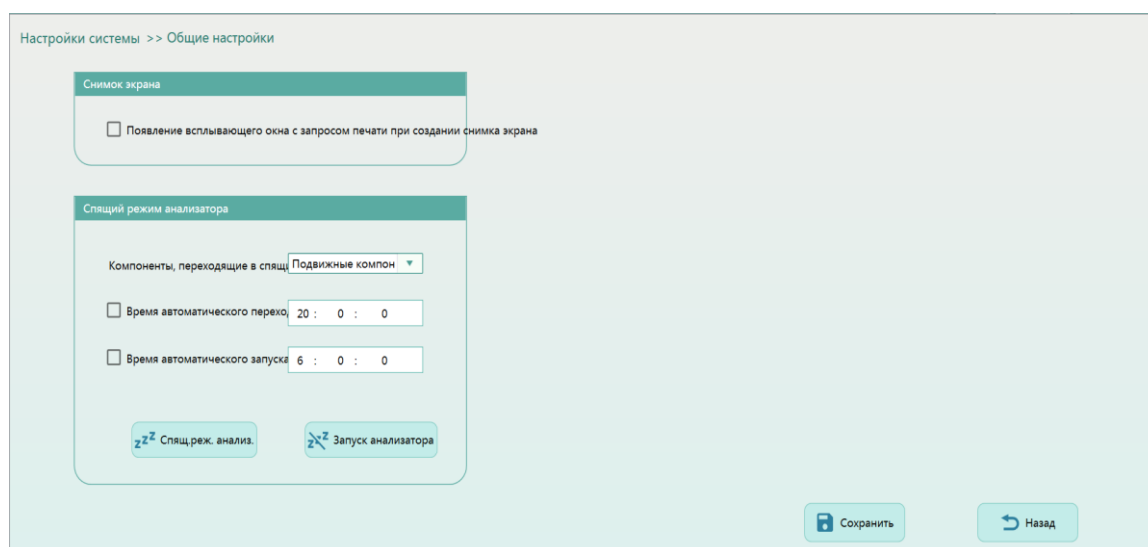 Настройки системы >> Общие настройки
Снимок экрана
Появление всплывающего окна с запросом печати при создании снимка экрана
Спящий режим анализатора
Компоненты, переходящие в спящ Подвижные компон
Время автоматического перехо 20 : 0 : 0
Время автоматического запуска 6 : 0 : 0
zzZ Спящ.реж. анализ. zzZ Запуск анализатора
Сохранить Назад